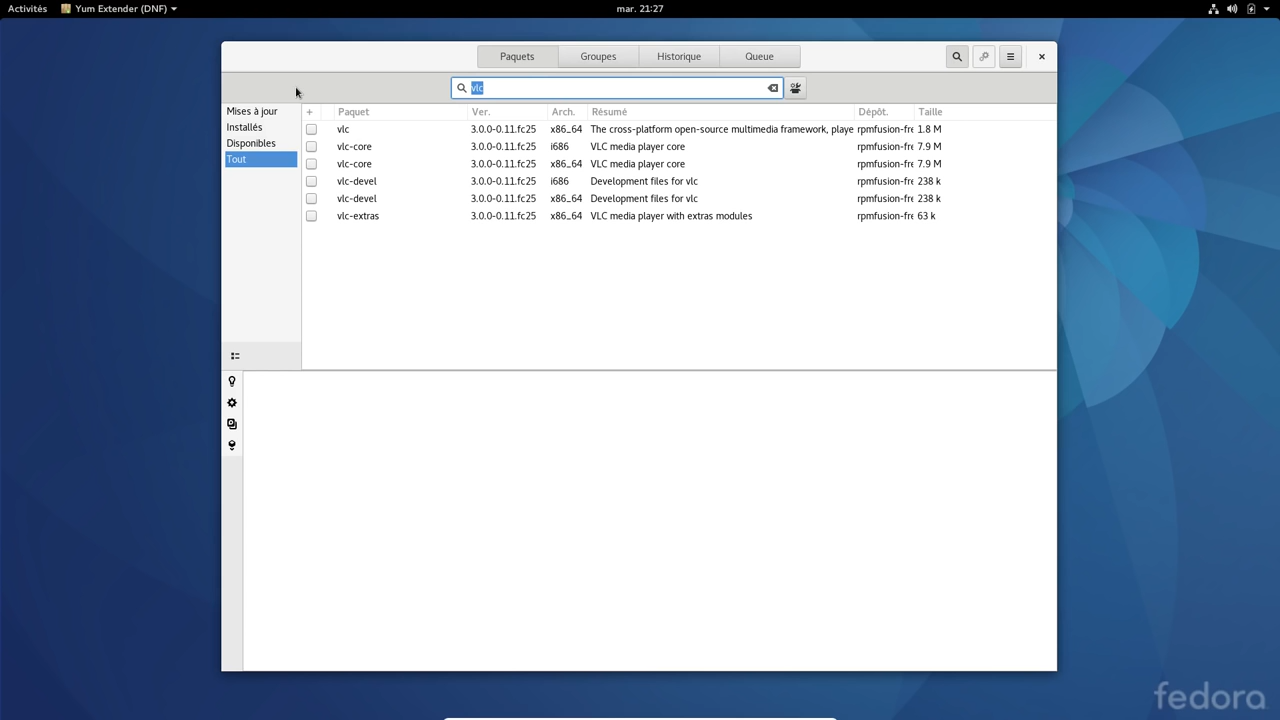 Activités Yum Extender (DNF) mar. 21:27
Paquets Groupes Historique Queue
vlc
Mises à jour
Installés
Disponibles
Tout
+ Paquet Ver. Arch. Résumé Dépôt. Taille
vlc 3.0.0-0.11.fc25 x86_64 The cross-platform open-source multimedia framework, playe rpmfusion-fre 1.8 M
vlc-core 3.0.0-0.11.fc25 i686 VLC media player core rpmfusion-fre 7.9 M
vlc-core 3.0.0-0.11.fc25 x86_64 VLC media player core rpmfusion-fre 7.9 M
vlc-devel 3.0.0-0.11.fc25 i686 Development files for vlc rpmfusion-fre 238 k
vlc-devel 3.0.0-0.11.fc25 x86_64 Development files for vlc rpmfusion-fre 238 k
vlc-extras 3.0.0-0.11.fc25 x86_64 VLC media player with extras modules rpmfusion-fre 63 k
fedora